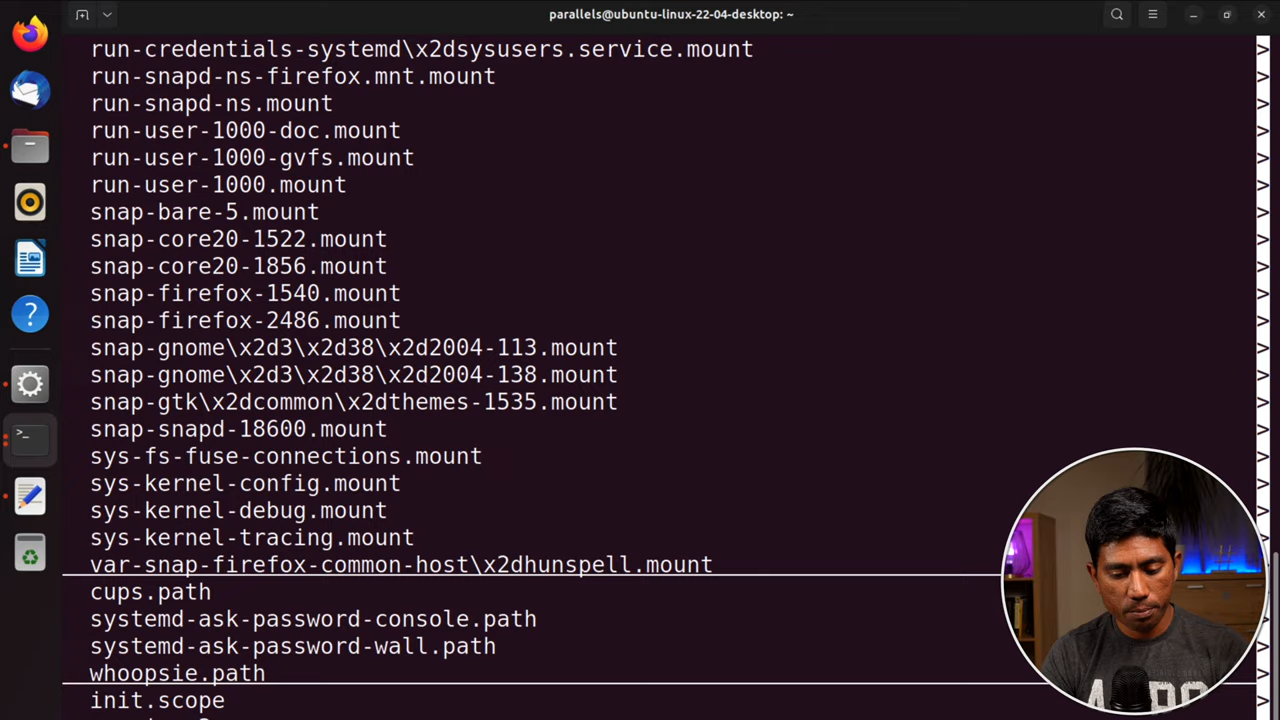 parallels@ubuntu-linux-22-04-desktop: ~
run-credentials-systemd\x2dsysusers.service.mount >
run-snapd-ns-firefox.mnt.mount >
run-snapd-ns.mount >
run-user-1000-doc.mount >
run-user-1000-gvfs.mount >
run-user-1000.mount >
snap-bare-5.mount >
snap-core20-1522.mount >
snap-core20-1856.mount >
snap-firefox-1540.mount >
snap-firefox-2486.mount >
snap-gnome\x2d3\x2d38\x2d2004-113.mount >
snap-gnome\x2d3\x2d38\x2d2004-138.mount >
snap-gtk\x2dcommon\x2dthemes-1535.mount >
snap-snapd-18600.mount >
sys-fs-fuse-connections.mount >
sys-kernel-config.mount >
sys-kernel-debug.mount >
sys-kernel-tracing.mount >
var-snap-firefox-common-host\x2dhunspell.mount
cups.path
systemd-ask-password-console.path >
systemd-ask-password-wall.path >
whoopsie.path >
init.scope >